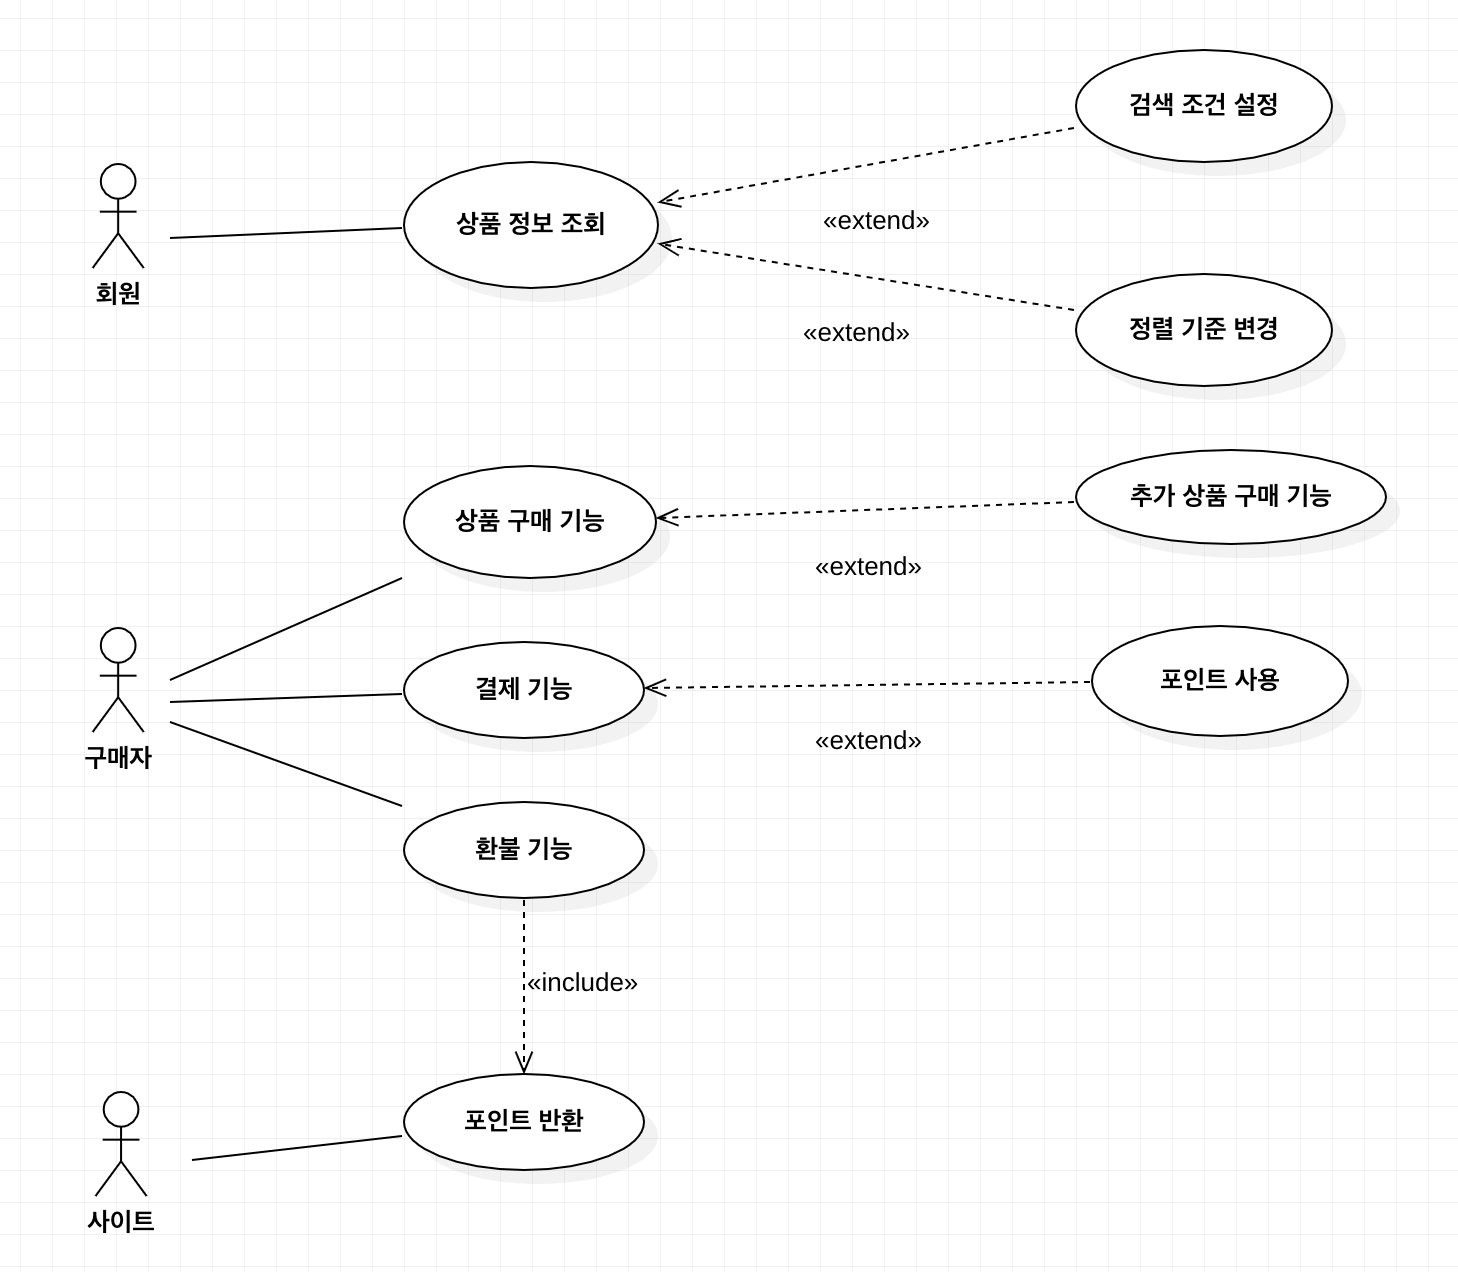 검색 조건 설정
상품 정보 조회
«extend»
회원
«extend»
정렬 기준 변경
상품 구매 기능
추가 상품 구매 기능
«extend»
결제 기능
포인트 사용
«extend»
구매자
환불 기능
«include»
포인트 반환
사이트